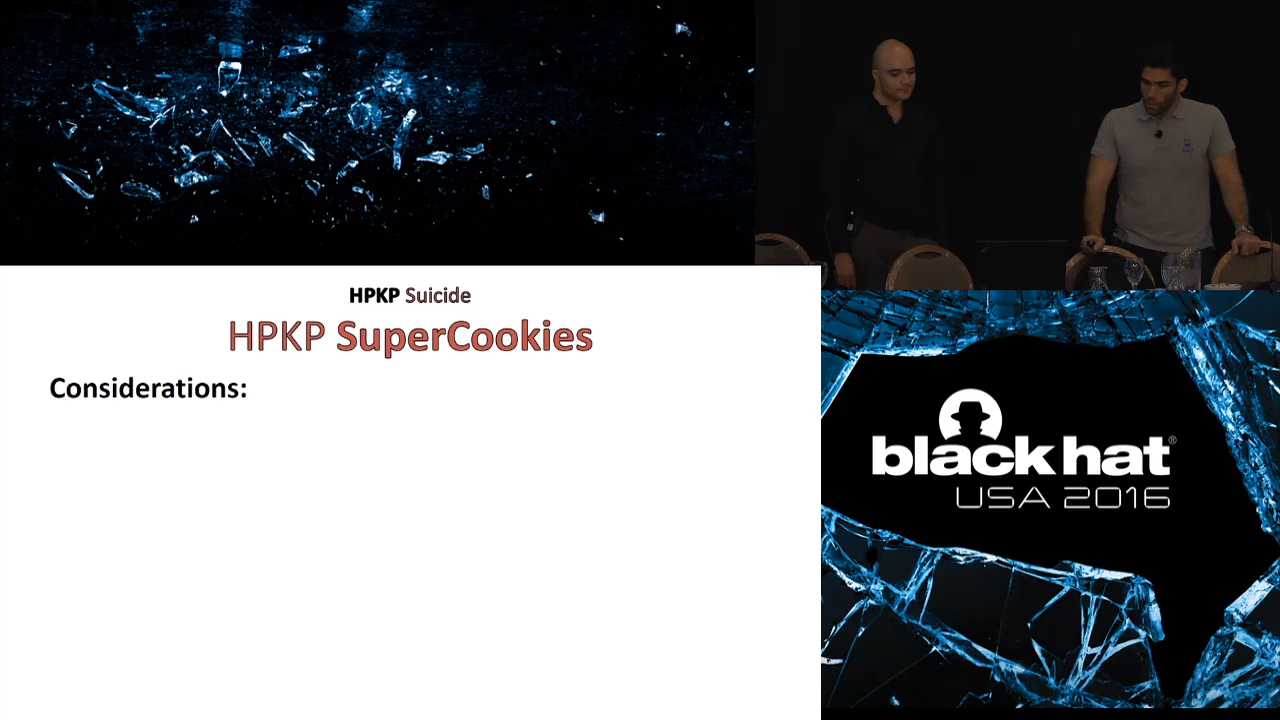 HPKP Suicide
HPKP SuperCookies
Considerations:
black hat®
USA 2016